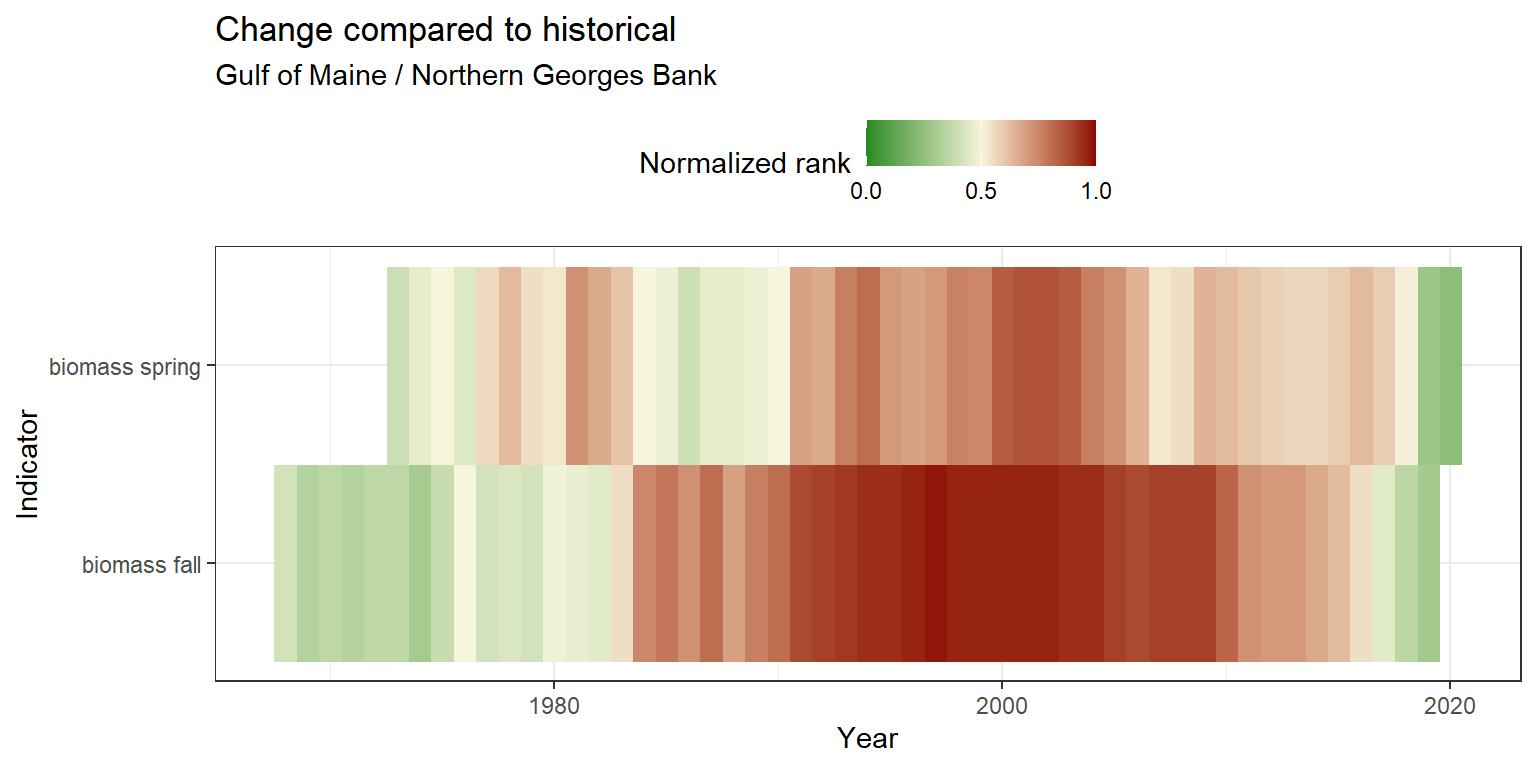 Change compared to historical
Gulf of Maine / Northern Georges Bank
Normalized rank
0.0 0.5 1.0
biomass spring
biomass fall
Indicator
1980 2000 2020
Year